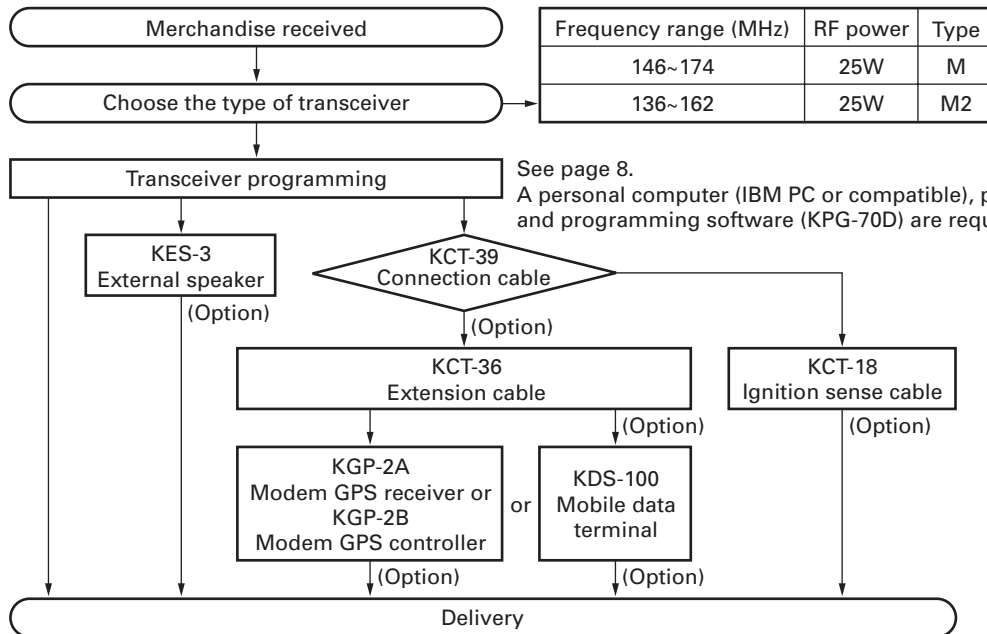 Merchandise received
Choose the type of transceiver
Frequency range (MHz) RF power Type
146~174 25W M
136~162 25W M2
Transceiver programming
See page 8.
A personal computer (IBM PC or compatible),
and programming software (KPG-70D) are
KES-3
External speaker
(Option)
KCT-39
Connection cable
(Option)
KCT-36
Extension cable
(Option)
KCT-18
Ignition sense cable
(Option)
KGP-2A
Modem GPS receiver or
KGP-2B
Modem GPS controller
(Option)
or
KDS-100
Mobile data
terminal
(Option)
Delivery